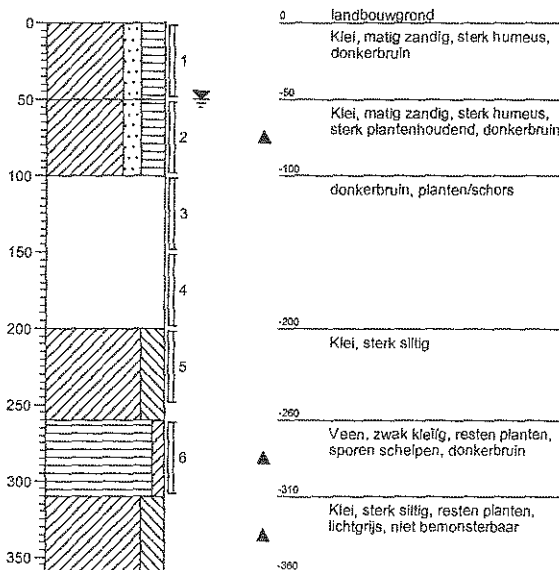 0
landbouwgrond
Klei, matig zandig, sterk humeus,
donkerbruin
-50
Klei, matig zandig, sterk humeus,
sterk plantenhoudend, donkerbruin
-100
donkerbruin, planten/schors
-200
Klei, sterk siltig
-260
Veen, zwak kleiïg, resten planten,
sporen schelpen, donkerbruin
-310
Klei, sterk siltig, resten planten,
lichtgrijs, niet bemonsterbaar
-360
0
50
100
150
200
250
300
350
1
2
3
4
5
6